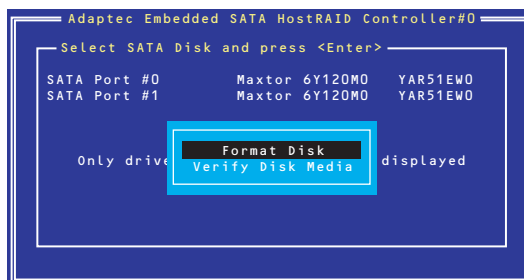 Adaptec Embedded SATA HostRAID Controller#0
Select SATA Disk and press <Enter>
SATA Port #0 Maxtor 6Y120M0 YAR51EW0
SATA Port #1 Maxtor 6Y120M0 YAR51EW0
Format Disk
Only drive
Verify Disk Media
displayed